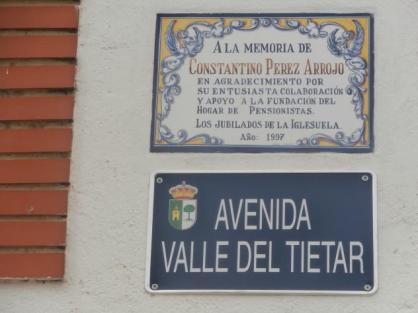 A LA MEMORIA DE
CONSTANTINO PEREZ ARROJO
EN AGRADECIMIENTO POR
SU ENTUSIASTA COLABORACIÓN
Y APOYO A LA FUNDACIÓN DEL
HOGAR DE PENSIONISTAS.
LOS JUBILADOS DE LA IGLESUELA.
AÑO: 1997
AVENIDA
VALLE DEL TIETAR